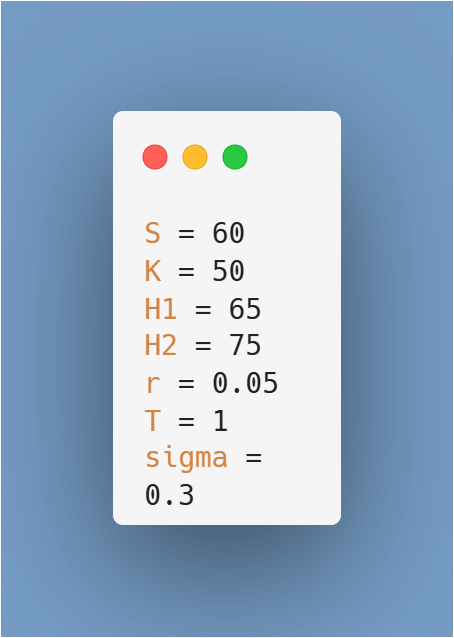 S = 60
K = 50
H1 = 65
H2 = 75
r = 0.05
T = 1
sigma =
0.3